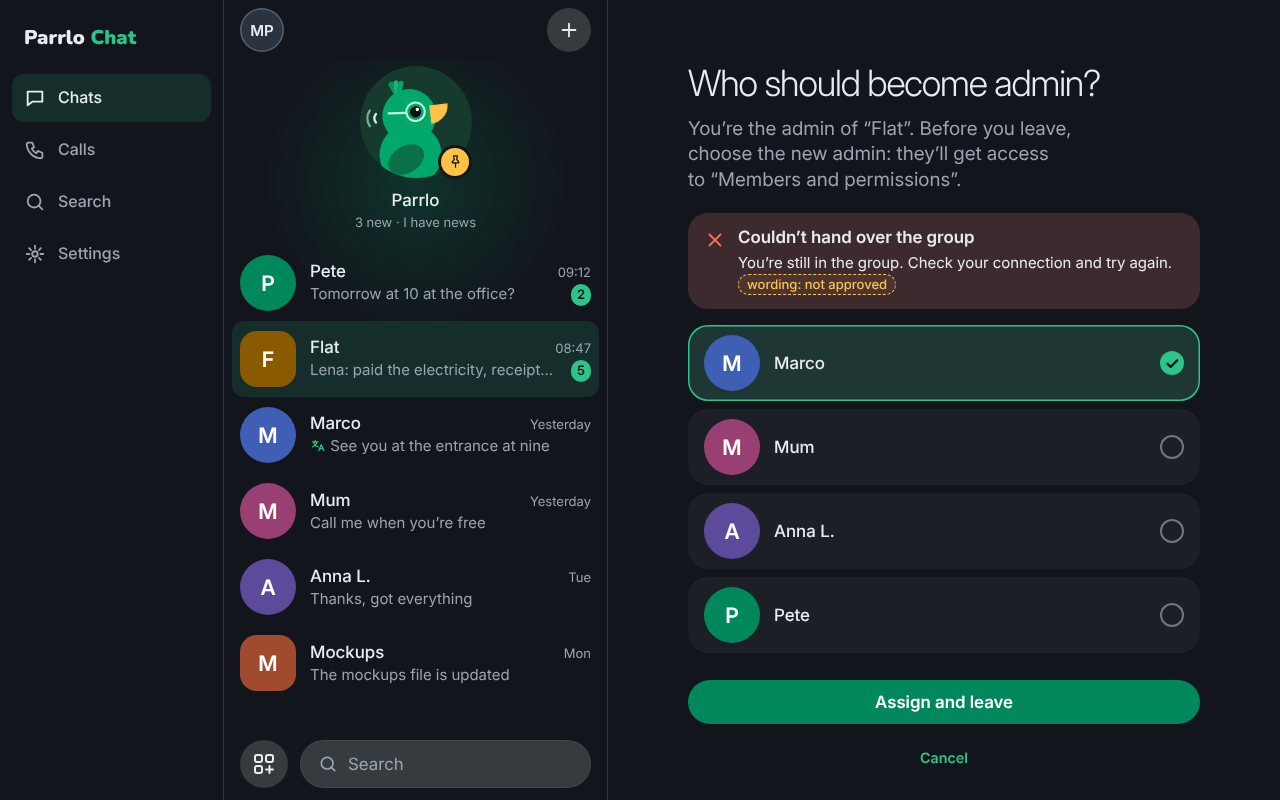 Parrlo Chat
Chats
Calls
Search
Settings
MP
Parrlo
3 new · I have news
P
Pete
09:12
Tomorrow at 10 at the office?
2
F
Flat
08:47
Lena: paid the electricity, receipt…
5
M
Marco
Yesterday
See you at the entrance at nine
M
Mum
Yesterday
Call me when you’re free
A
Anna L.
Tue
Thanks, got everything
M
Mockups
Mon
The mockups file is updated
Search
Who should become admin?
You’re the admin of “Flat”. Before you leave,
choose the new admin: they’ll get access
to “Members and permissions”.
Couldn’t hand over the group
You’re still in the group. Check your connection and try again.
wording: not approved
M
Marco
M
Mum
A
Anna L.
P
Pete
Assign and leave
Cancel